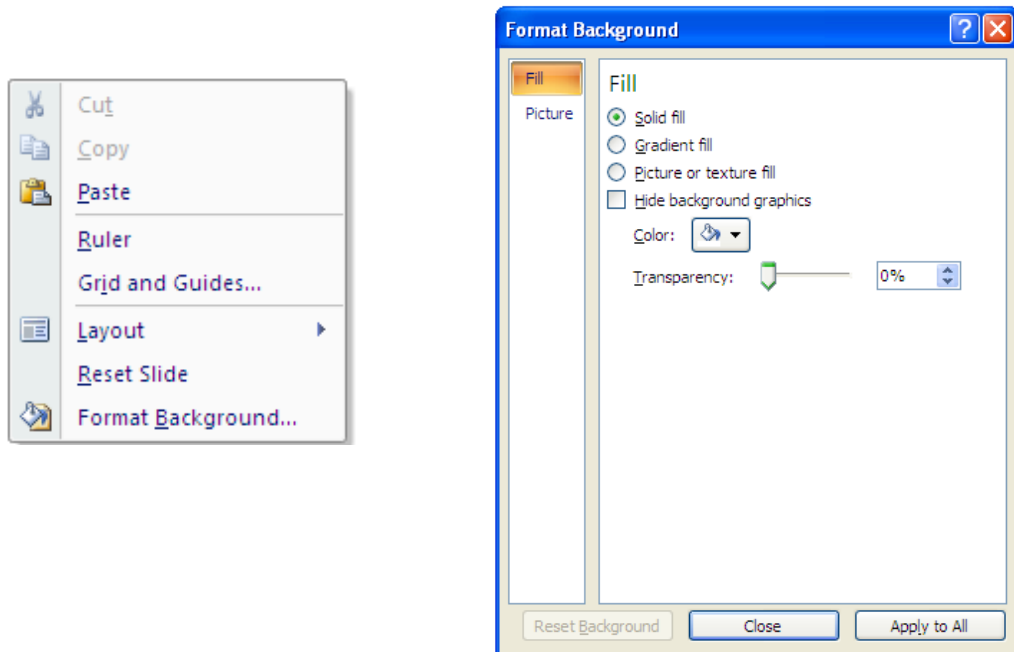 Cut
Copy
Paste
Ruler
Grid and Guides...
Layout
Reset Slide
Format Background...
Format Background
Fill
Picture
Fill
Solid fill
Gradient fill
Picture or texture fill
Hide background graphics
Color:
Transparency: 0%
Reset Background Close Apply to All